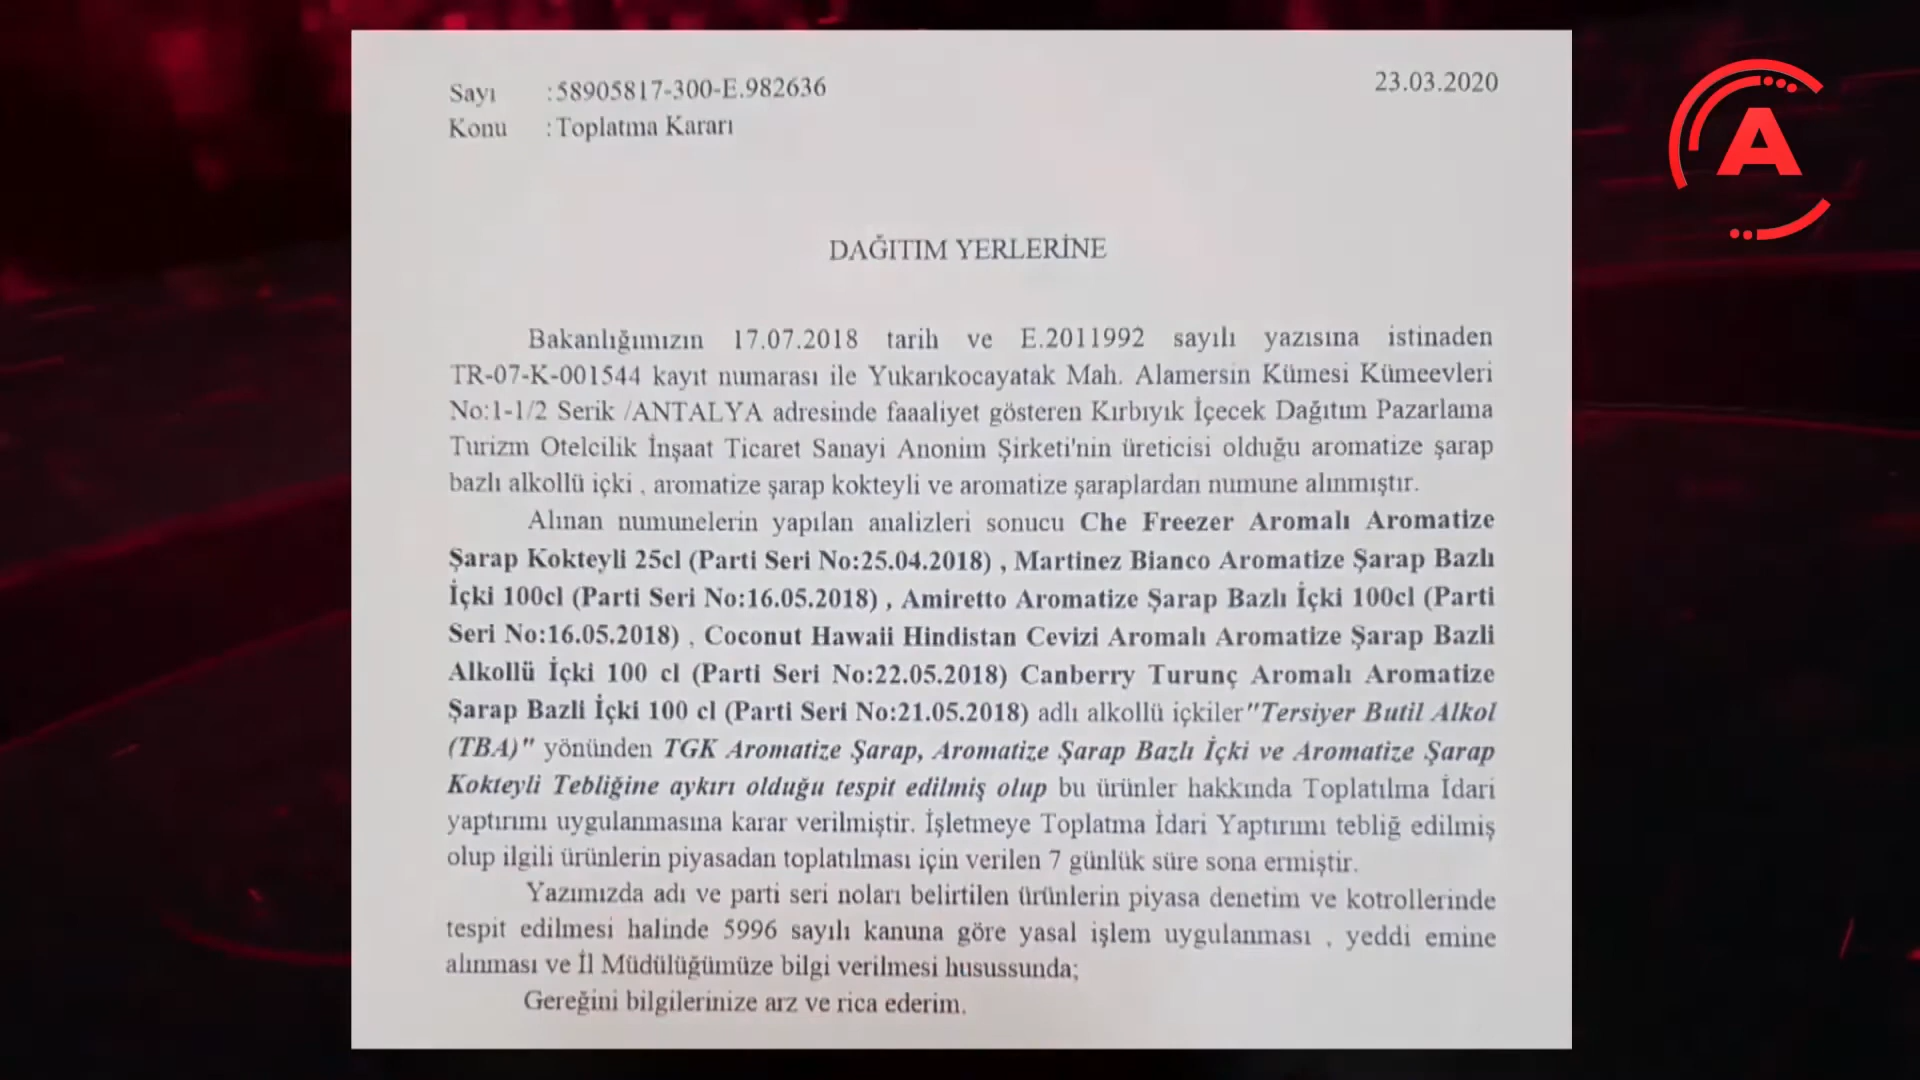 Sayı :58905817-300-E.982636
23.03.2020
Konu :Toplatma Kararı
A
DAĞITIM YERLERİNE
Bakanlığımızın 17.07.2018 tarih ve E.2011992 sayılı yazısına istinaden
TR-07-K-001544 kayıt numarası ile Yukarıkocayatak Mah. Alamersin Kümesi Kümeevleri
No:1-1/2 Serik /ANTALYA adresinde faaaliyet gösteren Kırbıyık İçecek Dağıtım Pazarlama
Turizm Otelcilik İnşaat Ticaret Sanayi Anonim Şirketi'nin üreticisi olduğu aromatize şarap
bazlı alkollü içki , aromatize şarap kokteyli ve aromatize şaraplardan numune alınmıştır.
Alınan numunelerin yapılan analizleri sonucu Che Freezer Aromalı Aromatize
Şarap Kokteyli 25cl (Parti Seri No:25.04.2018) , Martinez Bianco Aromatize Şarap Bazlı
İçki 100cl (Parti Seri No:16.05.2018) , Amiretto Aromatize Şarap Bazlı İçki 100cl (Parti
Seri No:16.05.2018) , Coconut Hawaii Hindistan Cevizi Aromalı Aromatize Şarap Bazli
Alkollü İçki 100 cl (Parti Seri No:22.05.2018) Canberry Turunç Aromalı Aromatize
Şarap Bazli İçki 100 cl (Parti Seri No:21.05.2018) adlı alkollü içkiler"Tersiyer Butil Alkol
(TBA)" yönünden TGK Aromatize Şarap, Aromatize Şarap Bazlı İçki ve Aromatize Şarap
Kokteyli Tebliğine aykırı olduğu tespit edilmiş olup bu ürünler hakkında Toplatılma İdari
yaptırımı uygulanmasına karar verilmiştir. İşletmeye Toplatma İdari Yaptırımı tebliğ edilmiş
olup ilgili ürünlerin piyasadan toplatılması için verilen 7 günlük süre sona ermiştir.
Yazımızda adı ve parti seri noları belirtilen ürünlerin piyasa denetim ve kotrollerinde
tespit edilmesi halinde 5996 sayılı kanuna göre yasal işlem uygulanması , yeddi emine
alınması ve İl Müdülüğümüze bilgi verilmesi husussunda;
Gereğini bilgilerinize arz ve rica ederim.